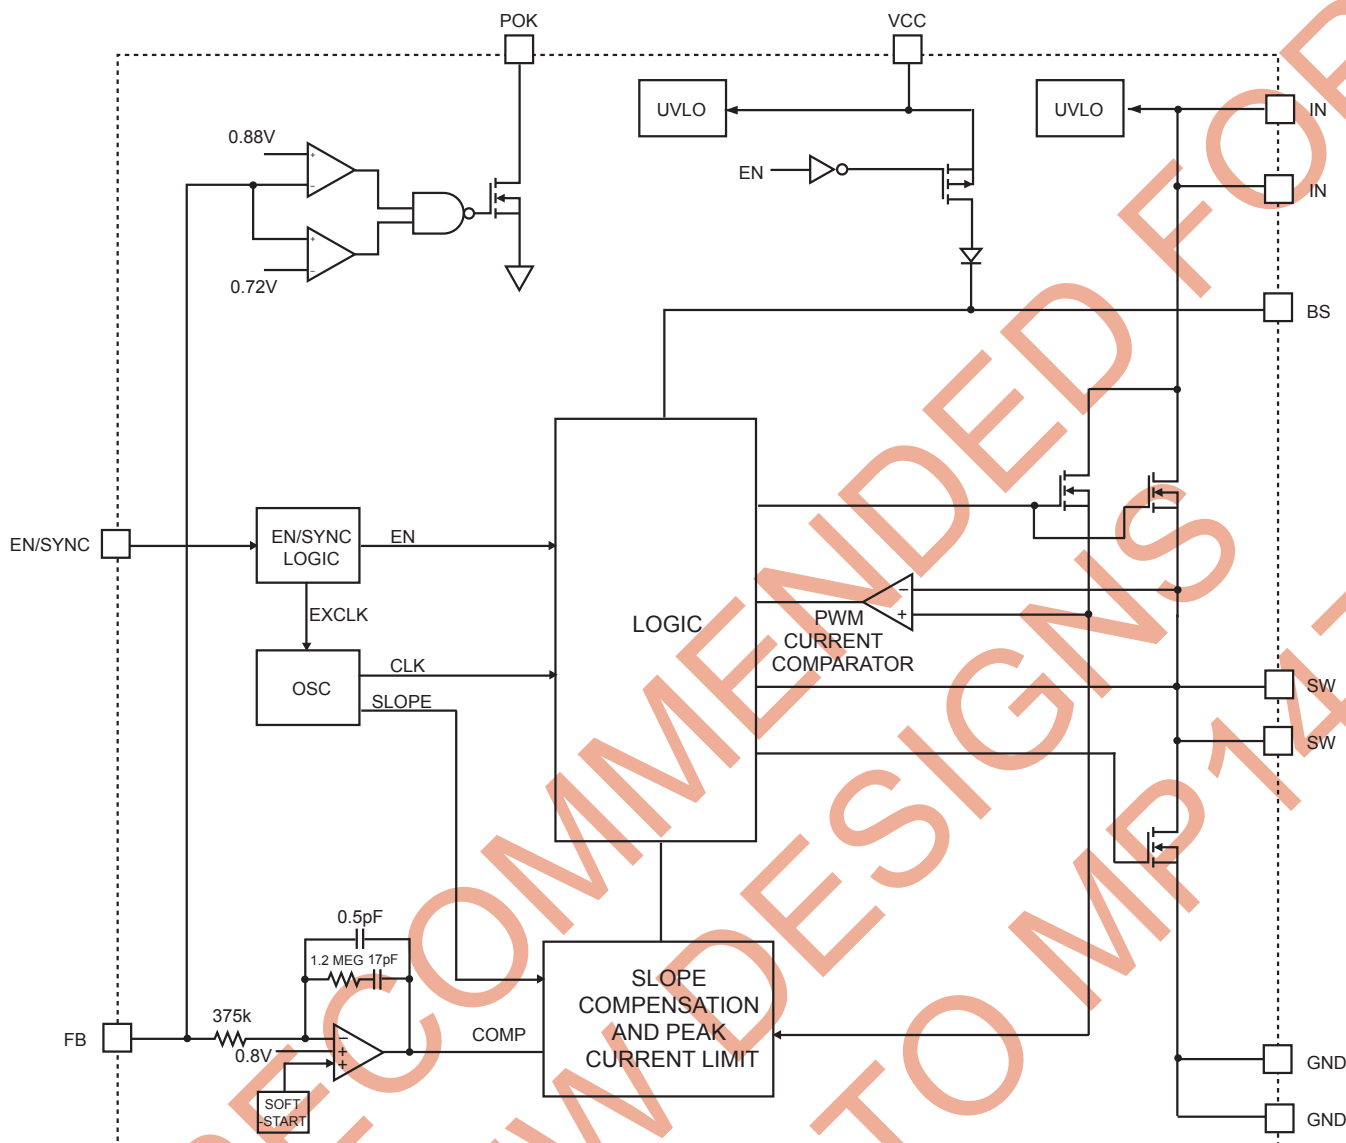 POK
VCC
UVLO
UVLO
IN
IN
0.88V
+
−
EN
+
−
0.72V
BS
EN/SYNC
EN/SYNC
LOGIC
EN
EXCLK
LOGIC
−
+
PWM
CURRENT
COMPARATOR
OSC
CLK
SLOPE
SW
SW
0.5pF
1.2 MEG 17pF
375k
FB
−
0.8V
+
+
COMP
SOFT
-START
SLOPE
COMPENSATION
AND PEAK
CURRENT LIMIT
GND
GND
RECOMMENDED FOR
NEW DESIGNS
TO MP147